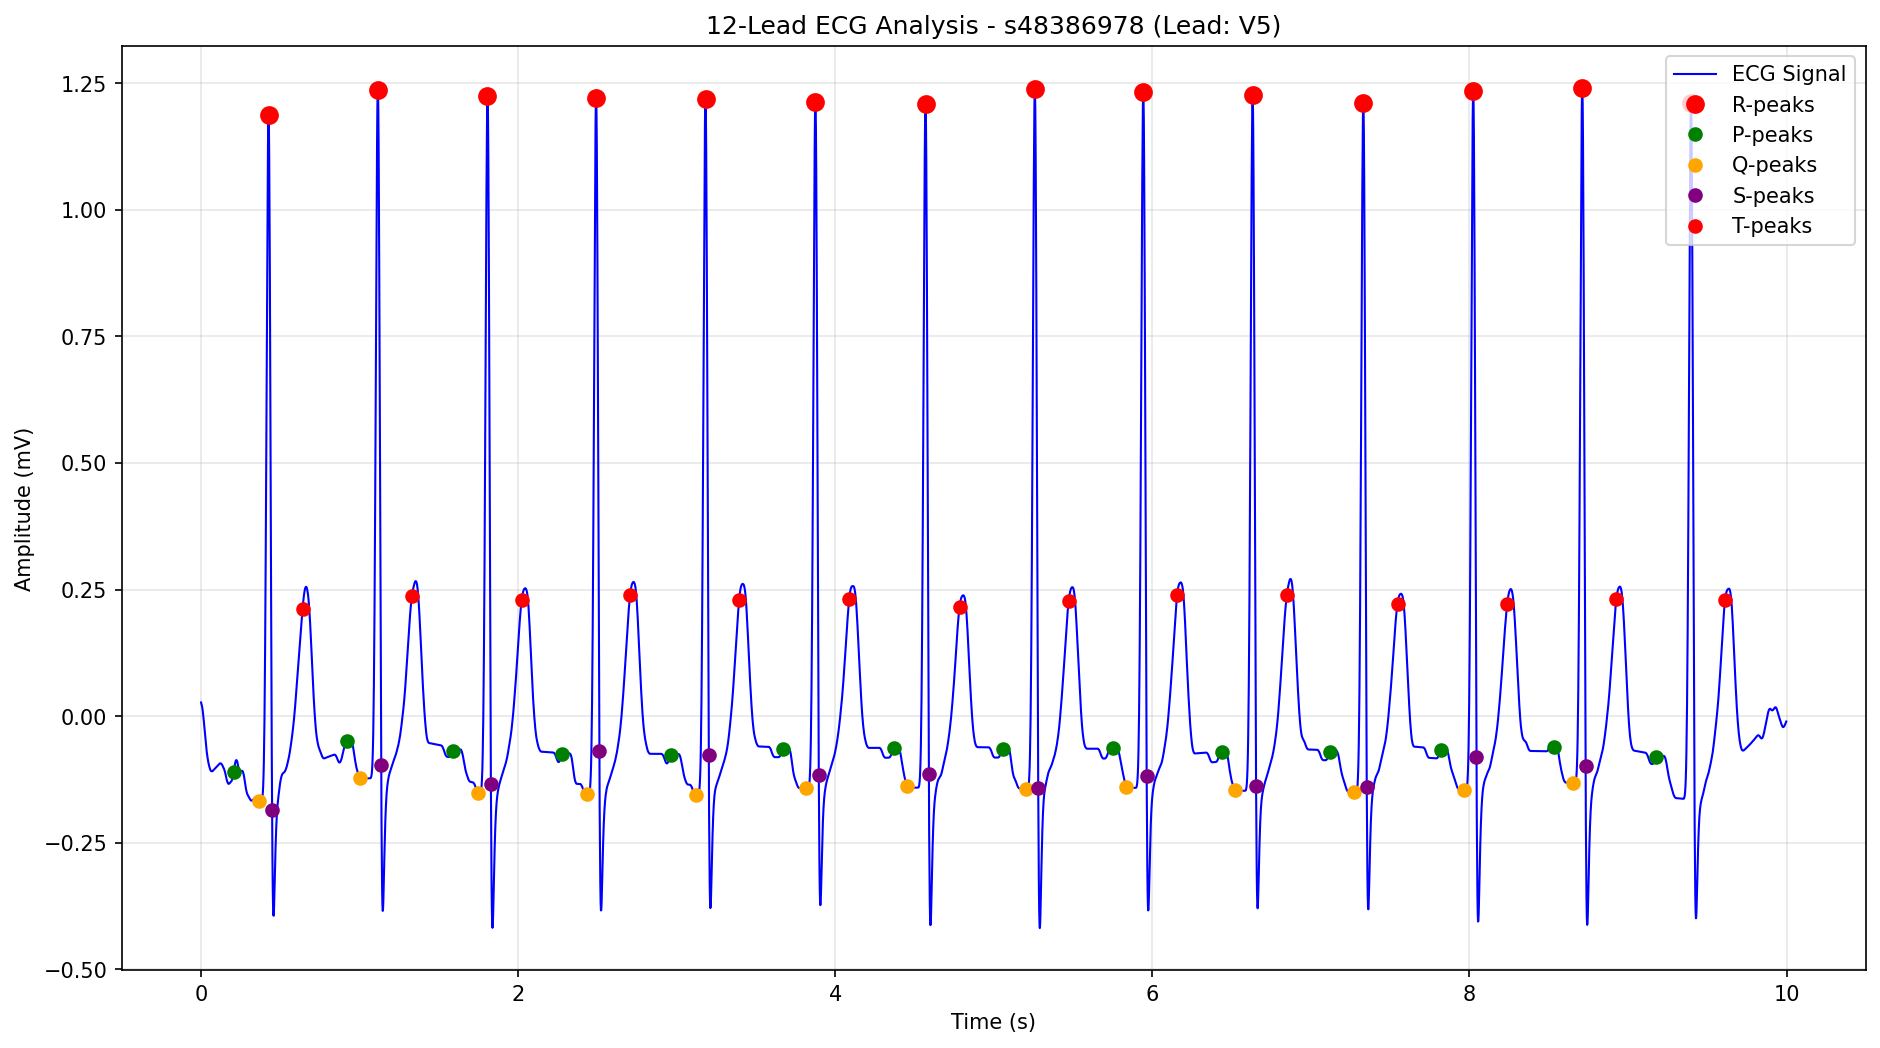 12-Lead ECG Analysis - s48386978 (Lead: V5)
ECG Signal
R-peaks
P-peaks
Q-peaks
S-peaks
T-peaks
Amplitude (mV)
1.25
1.00
0.75
0.50
0.25
0.00
−0.25
−0.50
0 2 4 6 8 10
Time (s)